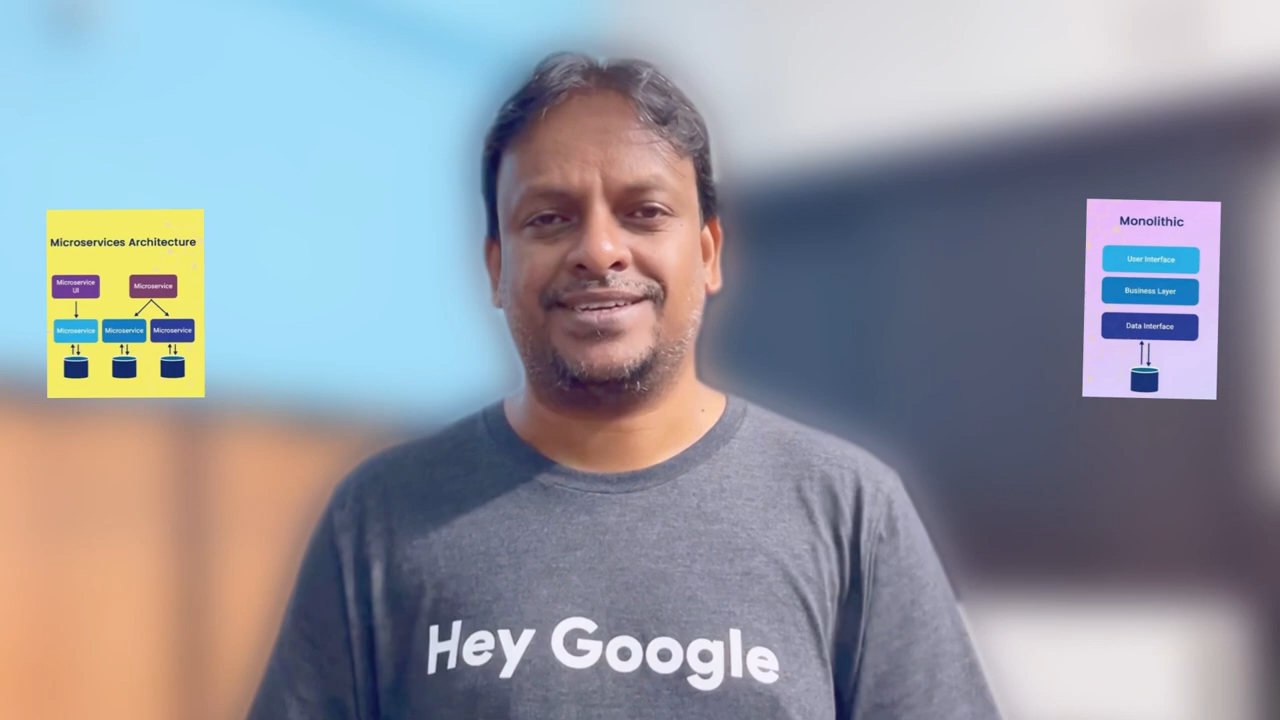 Microservices Architecture
Microservice
UI
Microservice
Microservice
Microservice
Microservice
Monolithic
User Interface
Business Layer
Data Interface
Hey Google